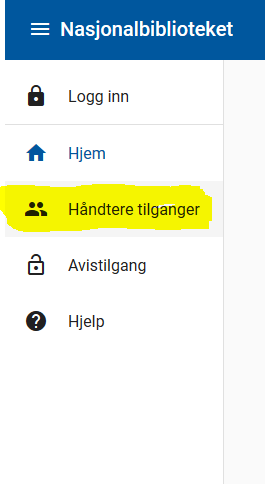 Nasjonalbiblioteket
Logg inn
Hjem
Håndtere tilganger
Avistilgang
Hjelp